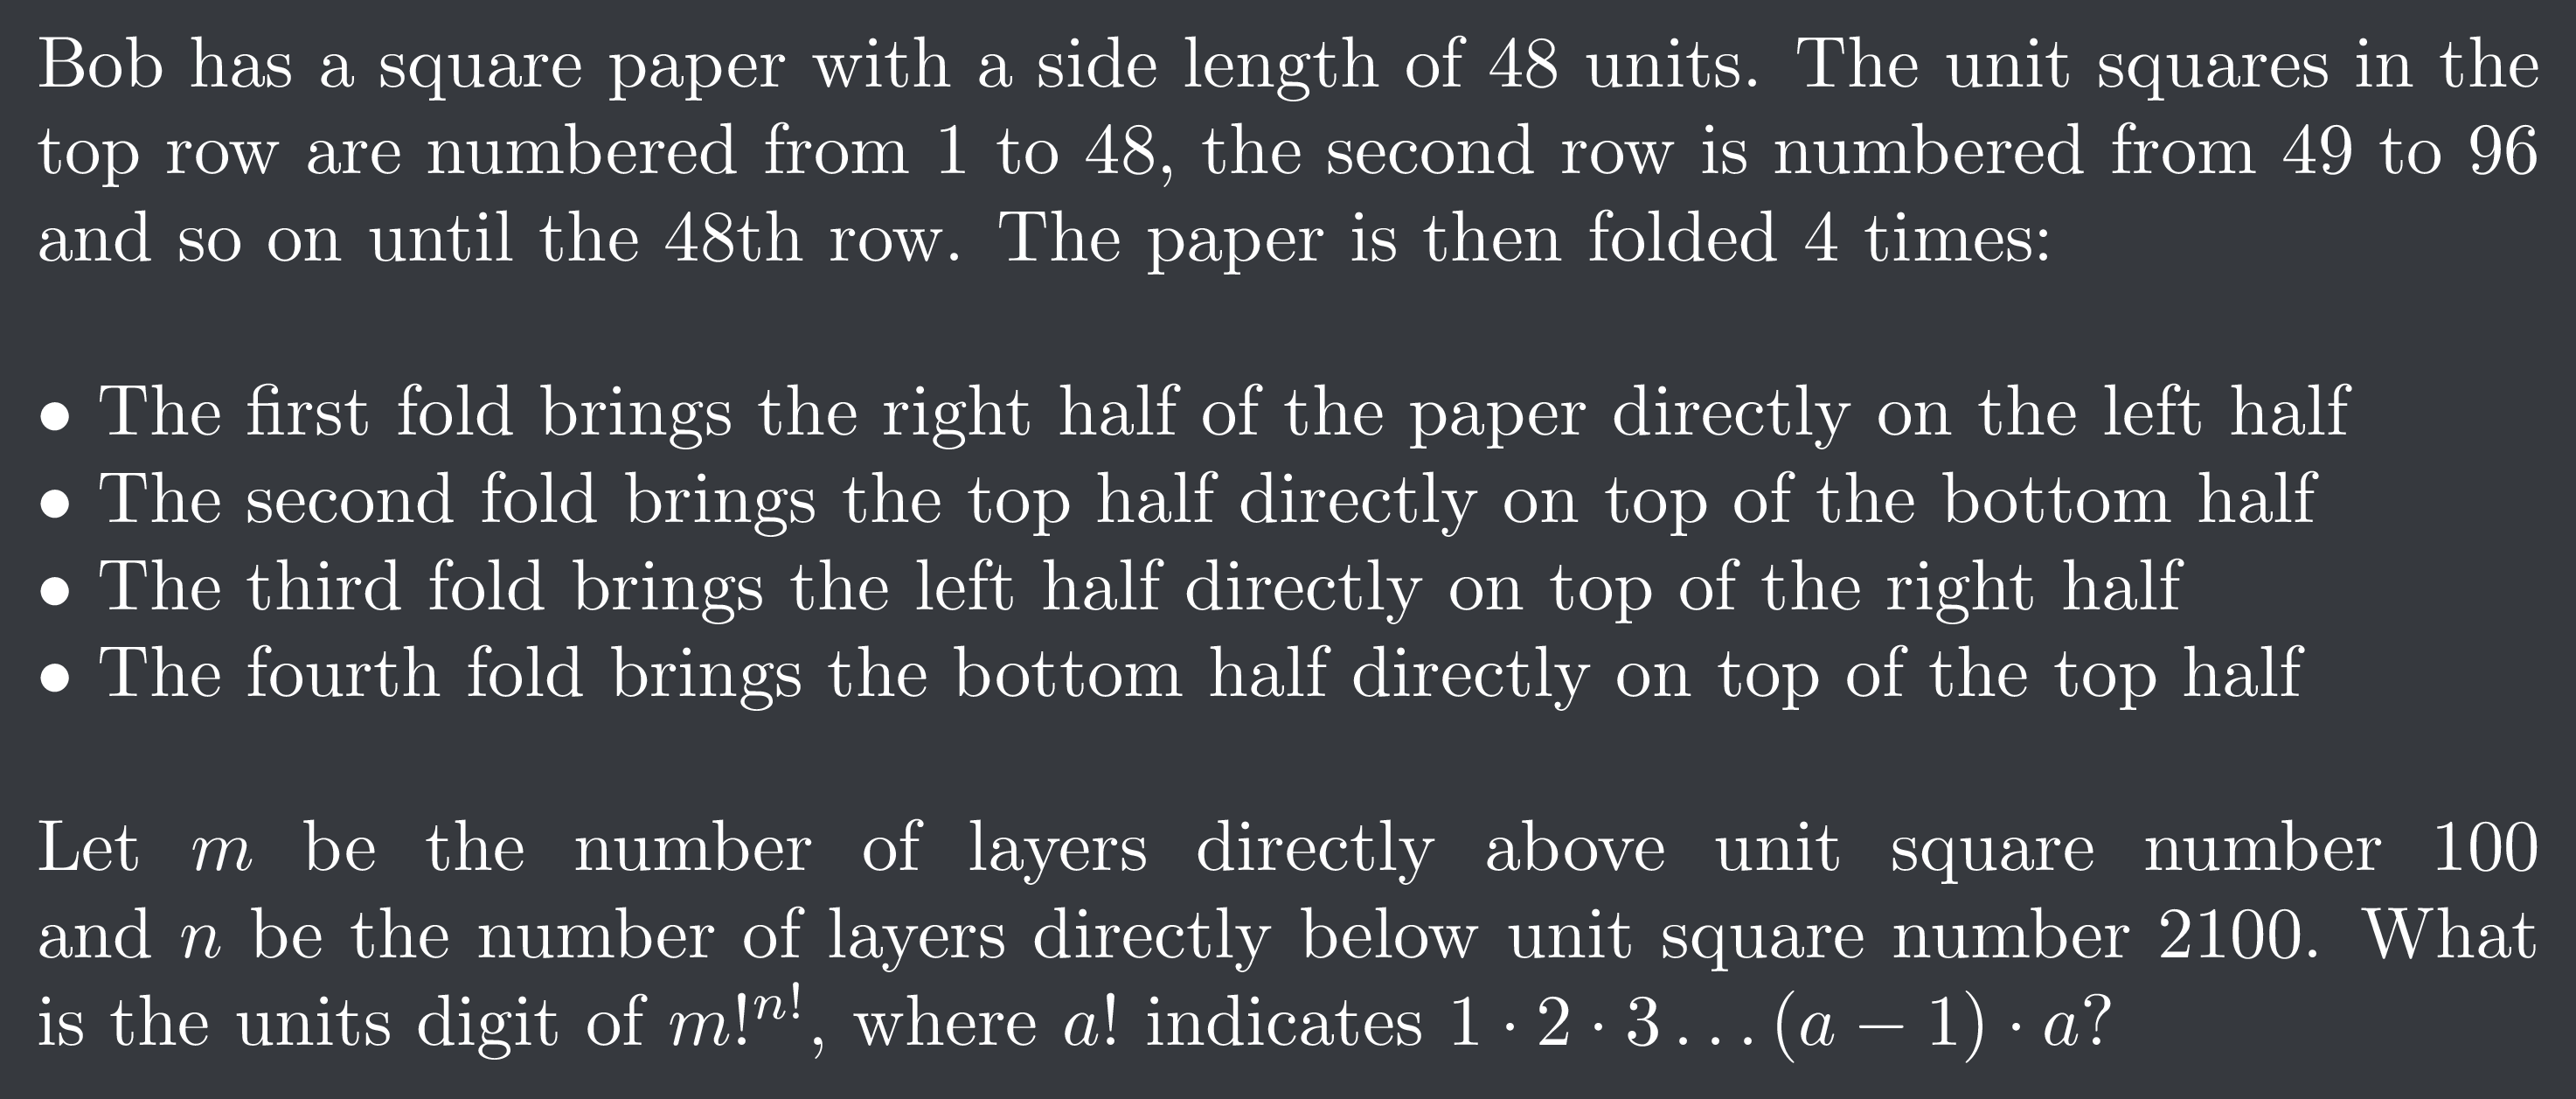 Bob has a square paper with a side length of 48 units. The unit squares in the
top row are numbered from 1 to 48, the second row is numbered from 49 to 96
and so on until the 48th row. The paper is then folded 4 times:
• The first fold brings the right half of the paper directly on the left half
• The second fold brings the top half directly on top of the bottom half
• The third fold brings the left half directly on top of the right half
• The fourth fold brings the bottom half directly on top of the top half
Let m be the number of layers directly above unit square number 100
and n be the number of layers directly below unit square number 2100. What
is the units digit of m!^{n!}, where a! indicates 1 · 2 · 3 . . . (a − 1) · a?